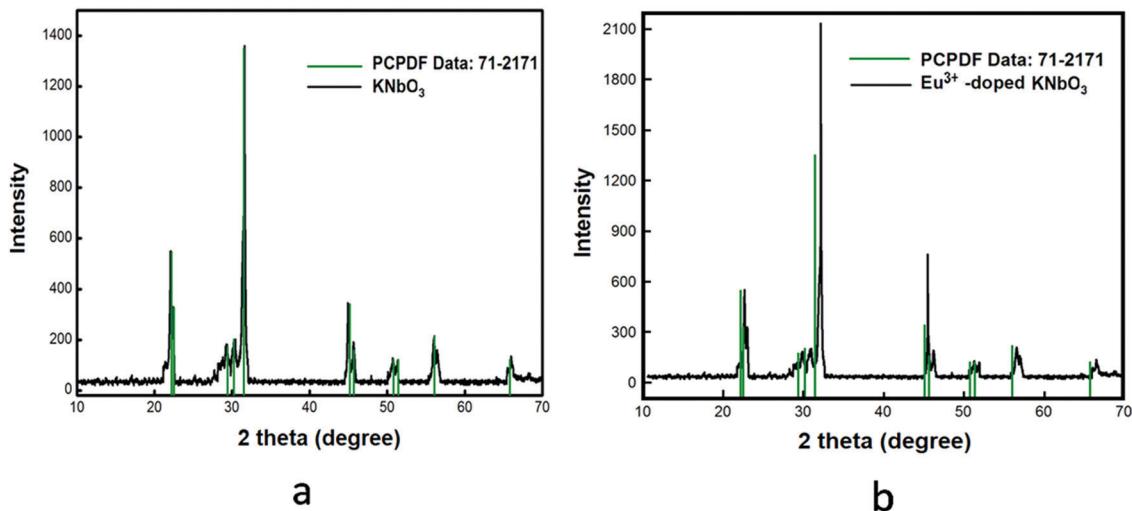 1400
1200
1000
800
600
400
200
0
Intensity
PCPDF Data: 71-2171
KNbO₃
10 20 30 40 50 60 70
2 theta (degree)
a
2100
1800
1500
1200
900
600
300
0
Intensity
PCPDF Data: 71-2171
Eu³⁺ -doped KNbO₃
10 20 30 40 50 60 70
2 theta (degree)
b